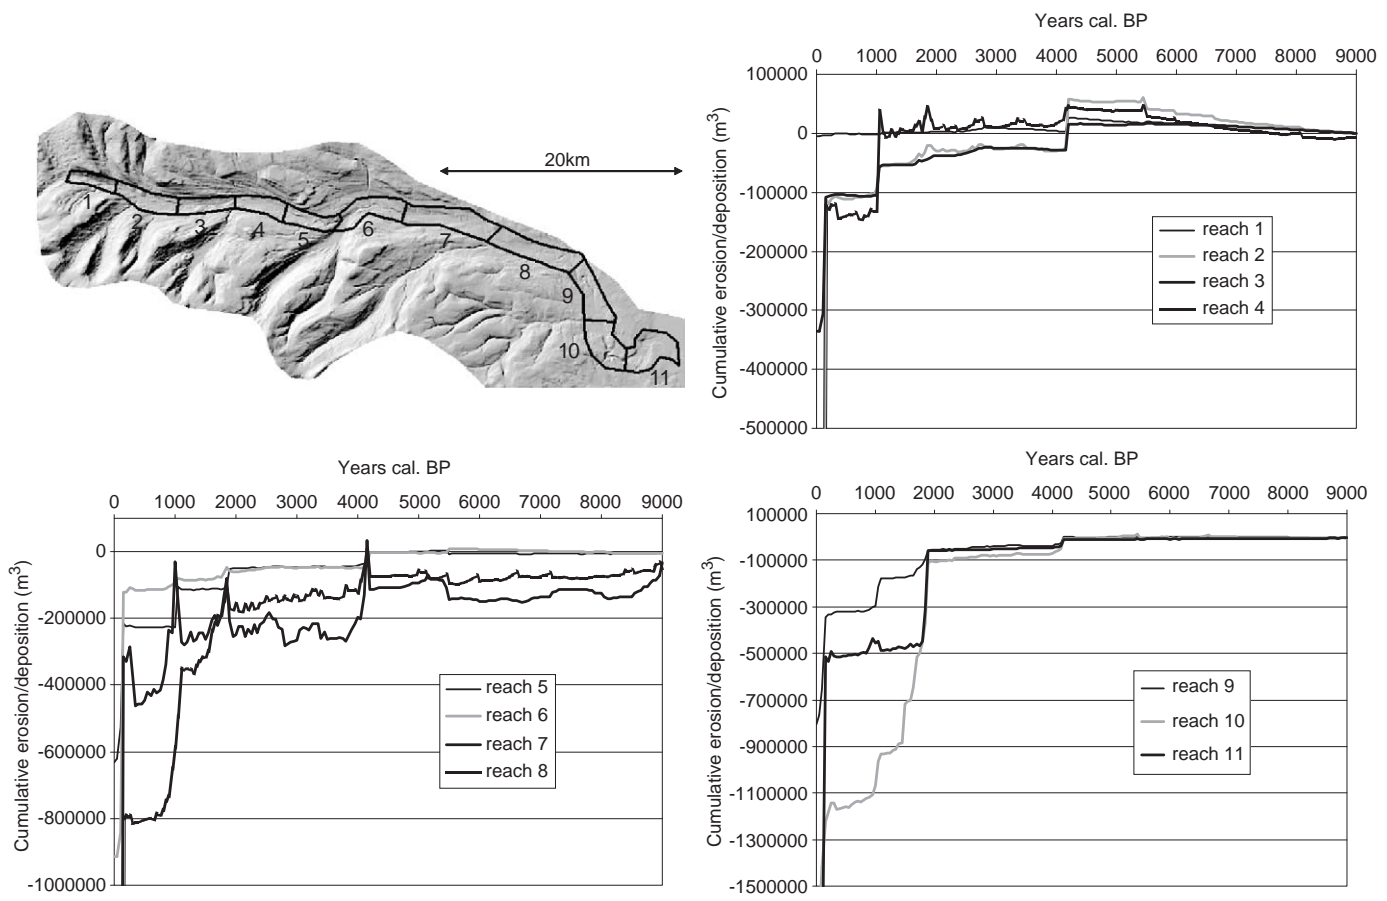 20km
1
2
3
4
5
6
7
8
9
10
11
Years cal. BP
0 1000 2000 3000 4000 5000 6000 7000 8000 9000
100000
0
-100000
-200000
-300000
-400000
-500000
Cumulative erosion/deposition (m³)
reach 1
reach 2
reach 3
reach 4
Years cal. BP
0 1000 2000 3000 4000 5000 6000 7000 8000 9000
0
-200000
-400000
-600000
-800000
-1000000
Cumulative erosion/deposition (m³)
reach 5
reach 6
reach 7
reach 8
Years cal. BP
0 1000 2000 3000 4000 5000 6000 7000 8000 9000
100000
-100000
-300000
-500000
-700000
-900000
-1100000
-1300000
-1500000
Cumulative erosion/deposition (m³)
reach 9
reach 10
reach 11